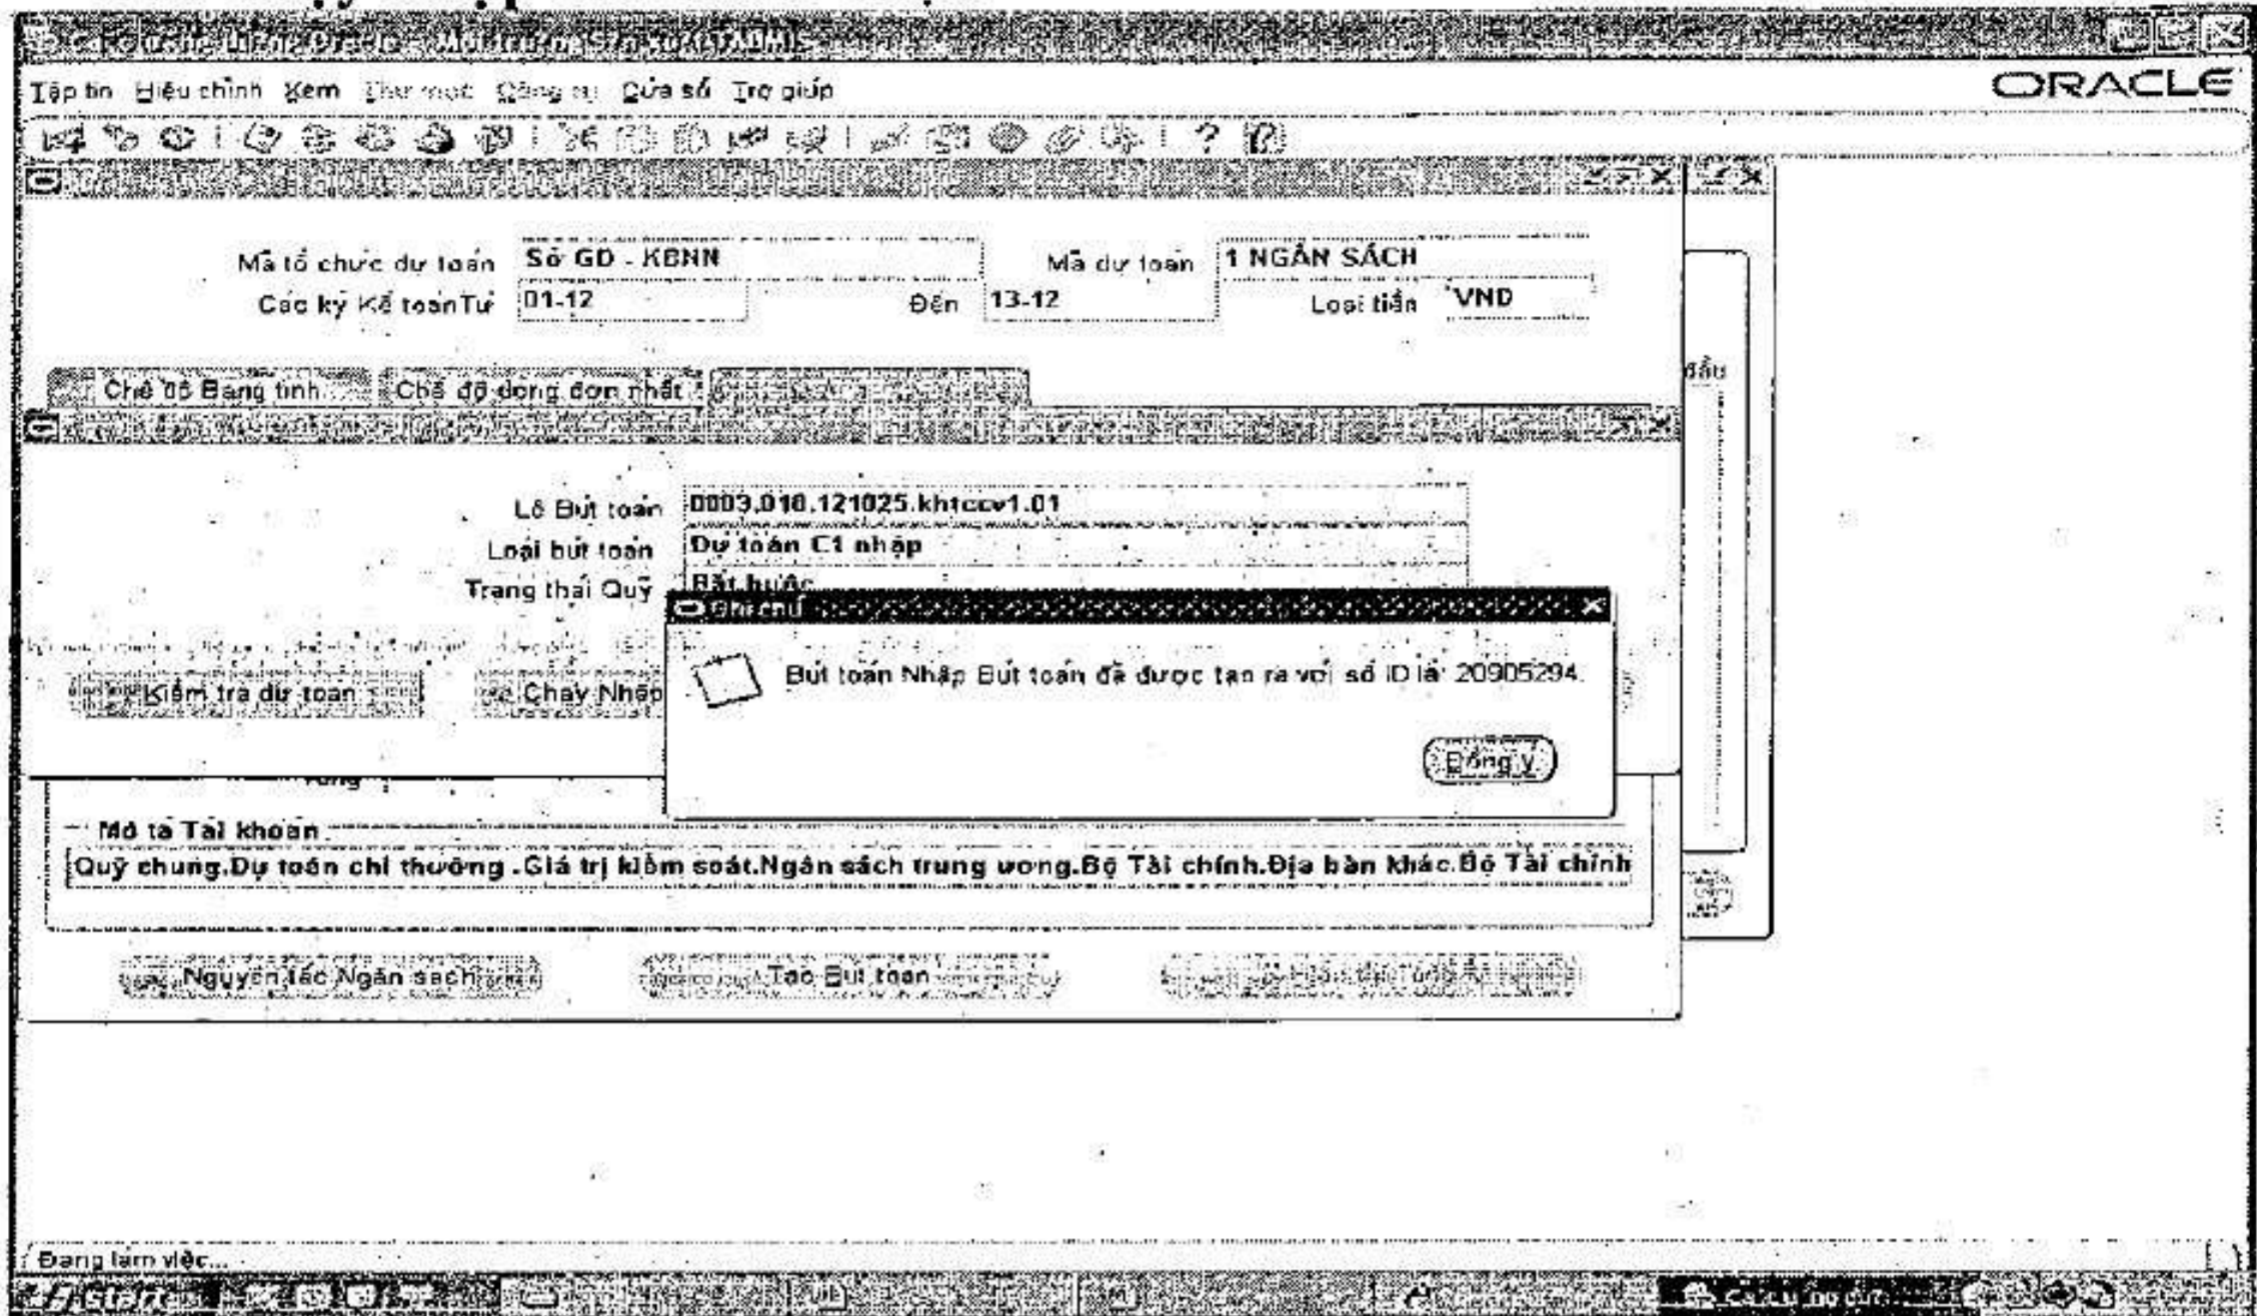 Tập tin Hiệu chỉnh Xem Thư mục Công cụ Cửa sổ Trợ giúp
ORACLE
Mã tổ chức dự toán Sở GD - KBNN Mã dự toán 1 NGÂN SÁCH
Các kỳ Kế toán Từ 01-12 Đến 13-12 Loại tiền VND
Chế độ Bảng tính Chế độ dòng đơn nhất
đầu
Lô Bút toán 0003.018.121025.khtccv1.01
Loại bút toán Dự toán C1 nhập
Trạng thái Quỹ Bắt buộc
Ghi chú
Bút toán Nhập Bút toán đã được tạo ra với số ID là: 20905294.
Kiểm tra dự toán Chạy Nhập
Đồng ý
Mô tả Tài khoản
Quỹ chung.Dự toán chi thường .Giá trị kiểm soát.Ngân sách trung ương.Bộ Tài chính.Địa bàn khác.Bộ Tài chính
Nguyên tắc Ngân sách Tạo Bút toán
Đang làm việc...
start